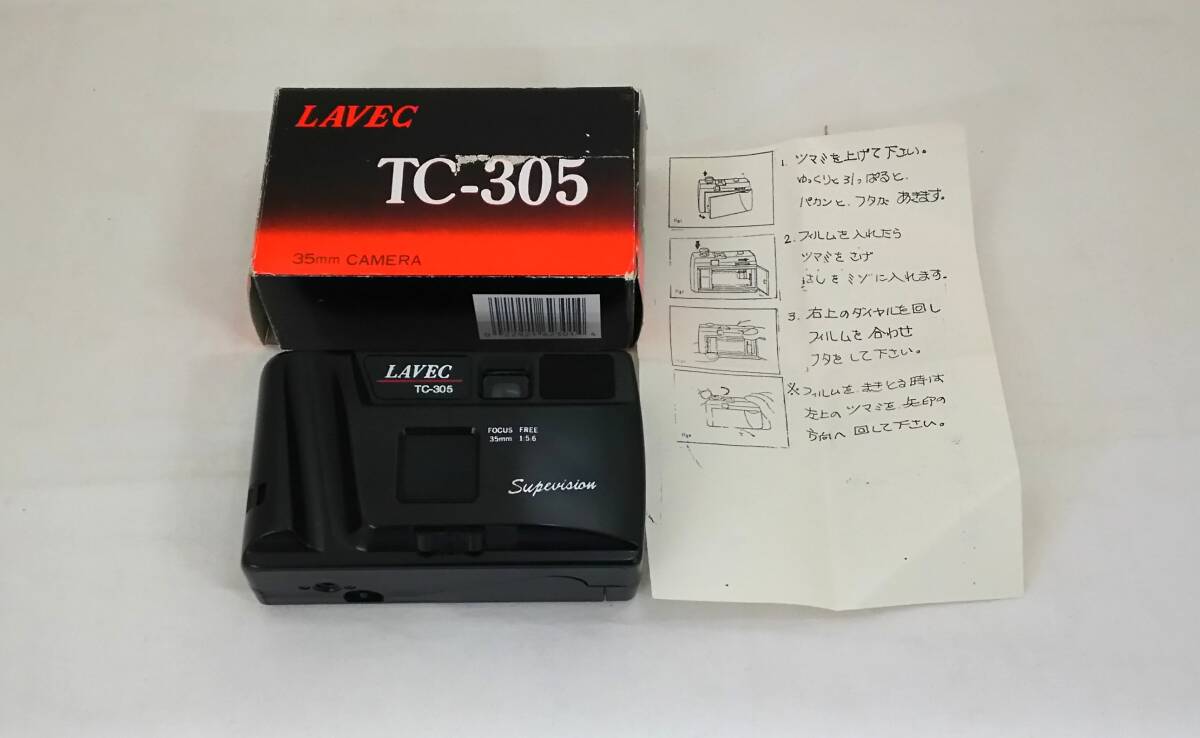 LAVEC
TC-305
35mm CAMERA
LAVEC
TC-305
FOCUS FREE
35mm 1:5.6
Supevision
1. ツマミを上げて下さい。
ゆっくりと引っぱると、
パカンと、フタが あきます。
2. フィルムを入れたら
ツマミをさげ
さしをミゾに入れます。
3. 右上のダイヤルを回し
フィルムを合わせ
フタをして下さい。
※フィルムを まきとる時は
左上のツマミを 矢印の
方向へ 回して下さい。